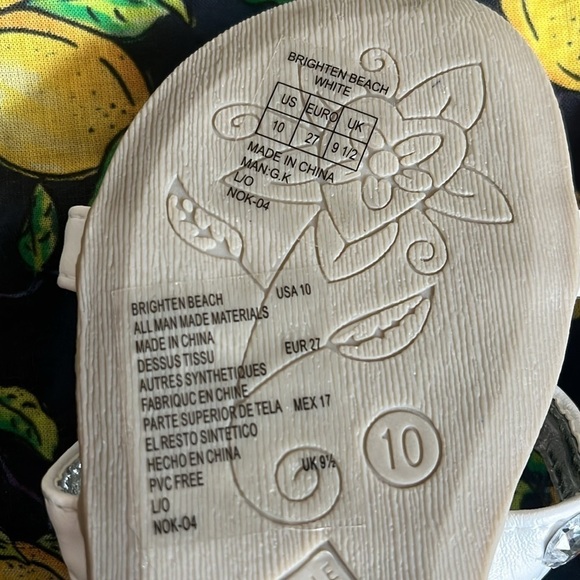 BRIGHTEN BEACH
WHITE
US EURO UK
10 27 9 1/2
MADE IN CHINA
MAN:G.K
L/O
NOK-04
BRIGHTEN BEACH USA 10
ALL MAN MADE MATERIALS
MADE IN CHINA
DESSUS TISSU EUR 27
AUTRES SYNTHETIQUES
FABRIQUC EN CHINE
PARTE SUPERIOR DE TELA MEX 17
EL RESTO SINTETICO
HECHO EN CHINA UK 9½
PVC FREE
L/O
NOK-04
10